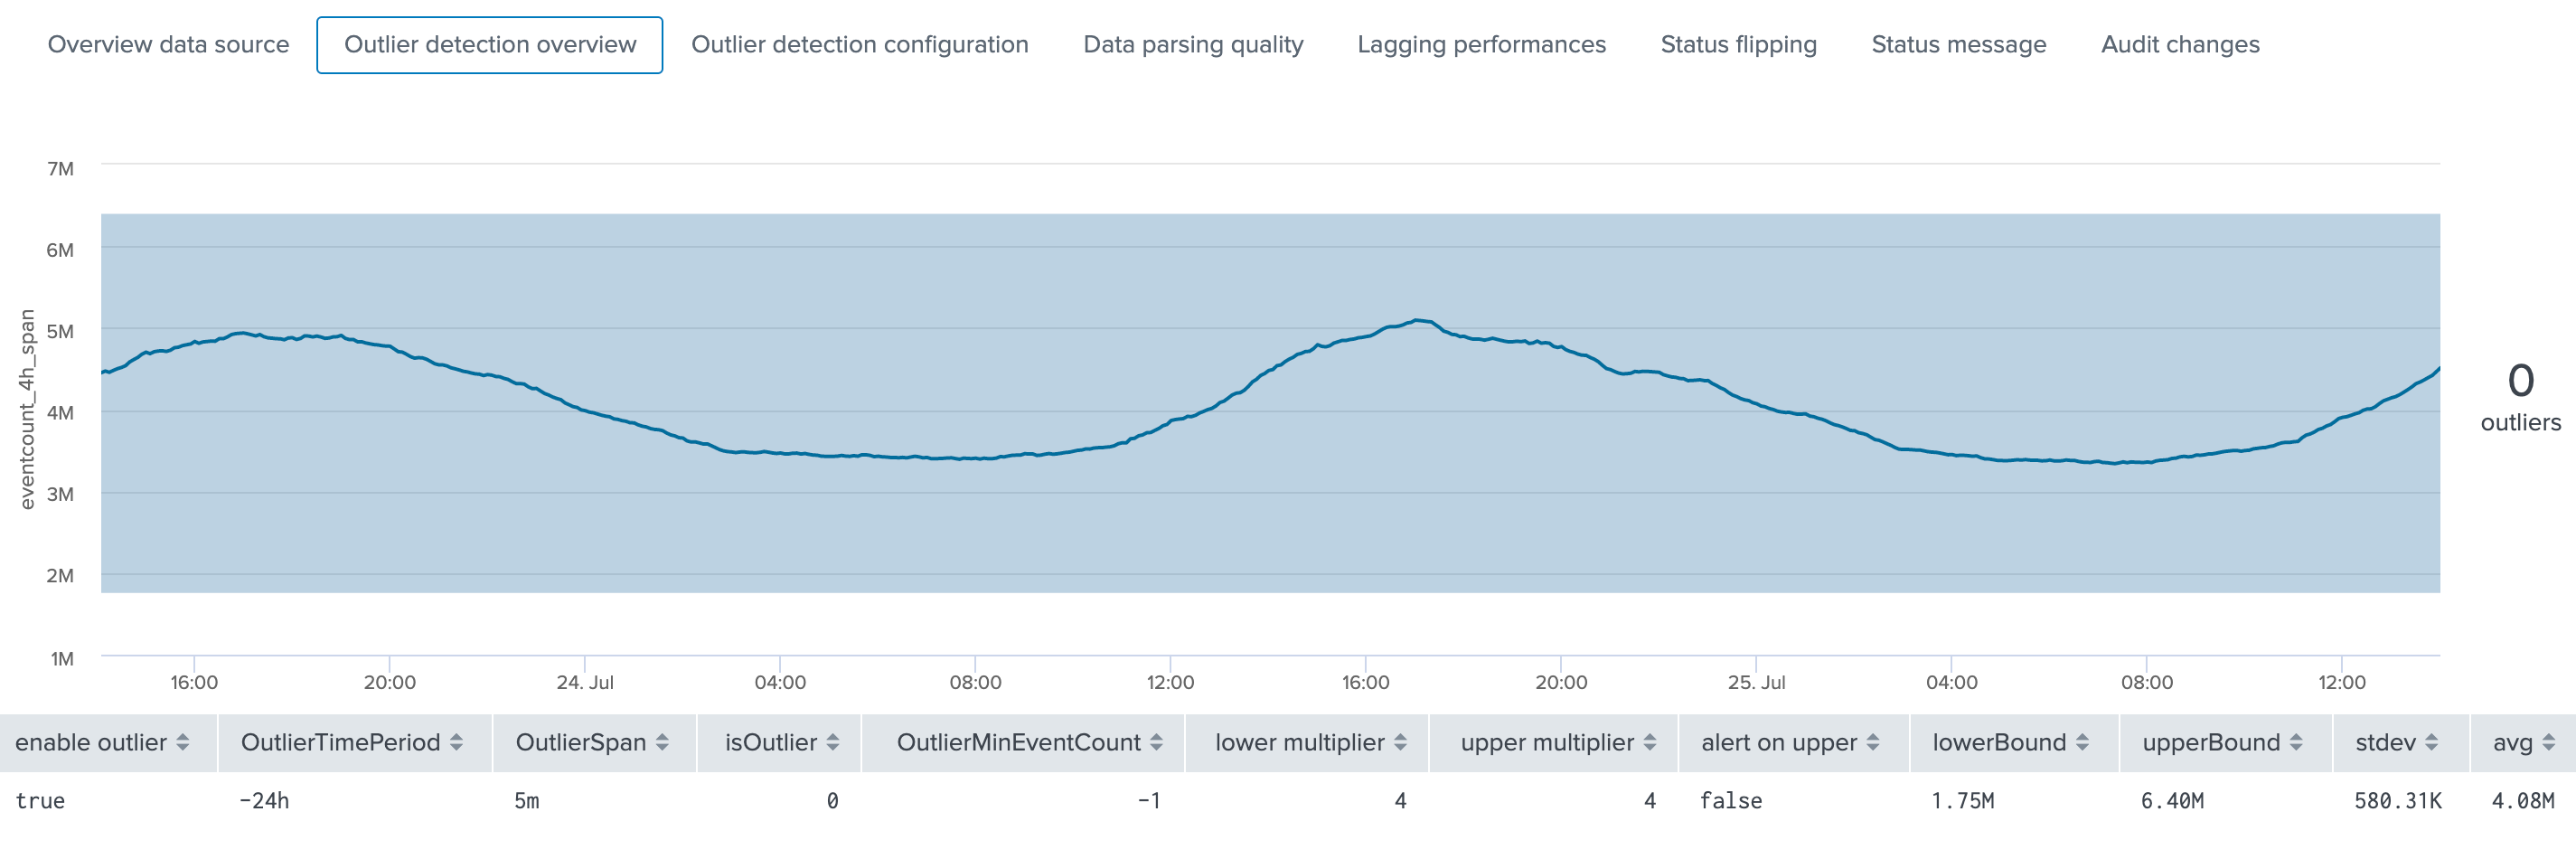 Overview data source Outlier detection overview Outlier detection configuration Data parsing quality Lagging performances Status flipping Status message Audit changes
7M
6M
5M
4M
3M
2M
1M
eventcount_4h_span
0
outliers
16:00 20:00 24. Jul 04:00 08:00 12:00 16:00 20:00 25. Jul 04:00 08:00 12:00
enable outlier OutlierTimePeriod OutlierSpan isOutlier OutlierMinEventCount lower multiplier upper multiplier alert on upper lowerBound upperBound stdev avg
true -24h 5m 0 -1 4 4 false 1.75M 6.40M 580.31K 4.08M